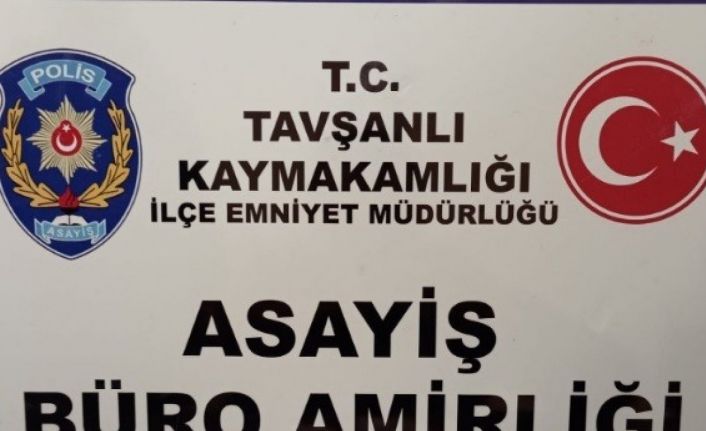 POLİS
ASAYİŞ
T.C.
TAVŞANLI
KAYMAKAMLIĞI
İLÇE EMNİYET MÜDÜRLÜĞÜ
ASAYİŞ
BÜRO AMİRLİĞİ